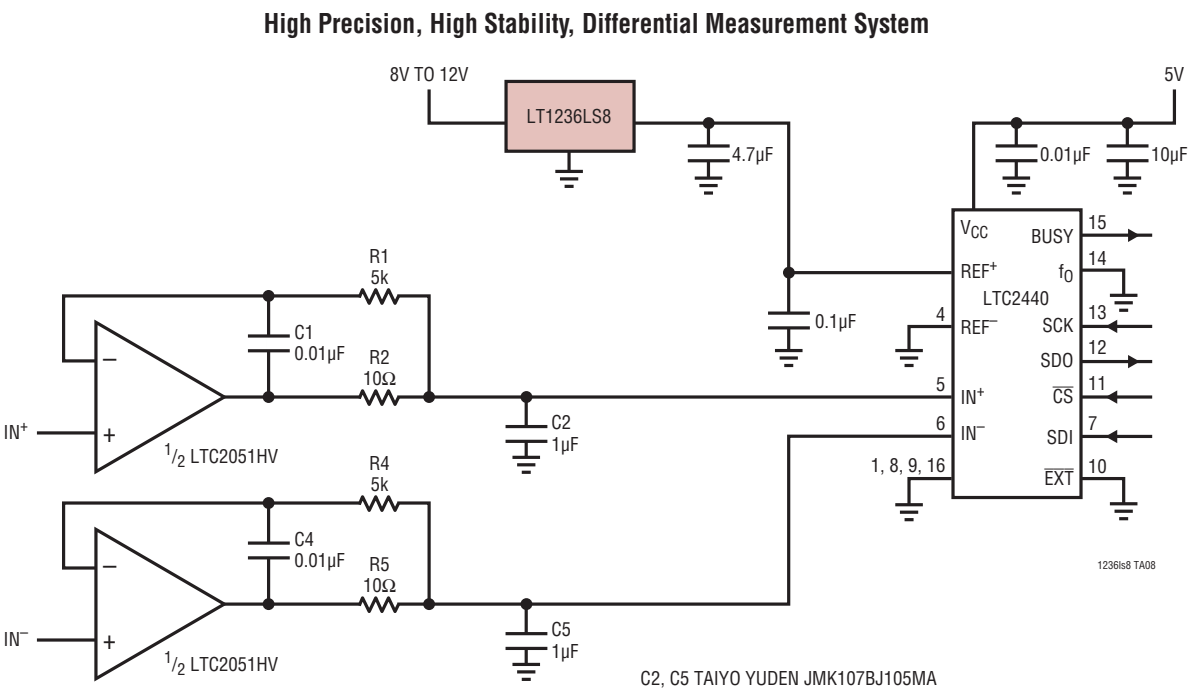 High Precision, High Stability, Differential Measurement System
8V TO 12V
LT1236LS8
4.7µF
5V
0.01µF
10µF
VCC
BUSY
15
REF+
fO
14
LTC2440
4
REF–
SCK
13
0.1µF
SDO
12
5
IN+
CS
11
6
IN–
SDI
7
1, 8, 9, 16
EXT
10
R1
5k
C1
0.01µF
R2
10Ω
–
+
IN+
1/2 LTC2051HV
C2
1µF
R4
5k
C4
0.01µF
R5
10Ω
–
+
IN–
1/2 LTC2051HV
C5
1µF
1236ls8 TA08
C2, C5 TAIYO YUDEN JMK107BJ105MA